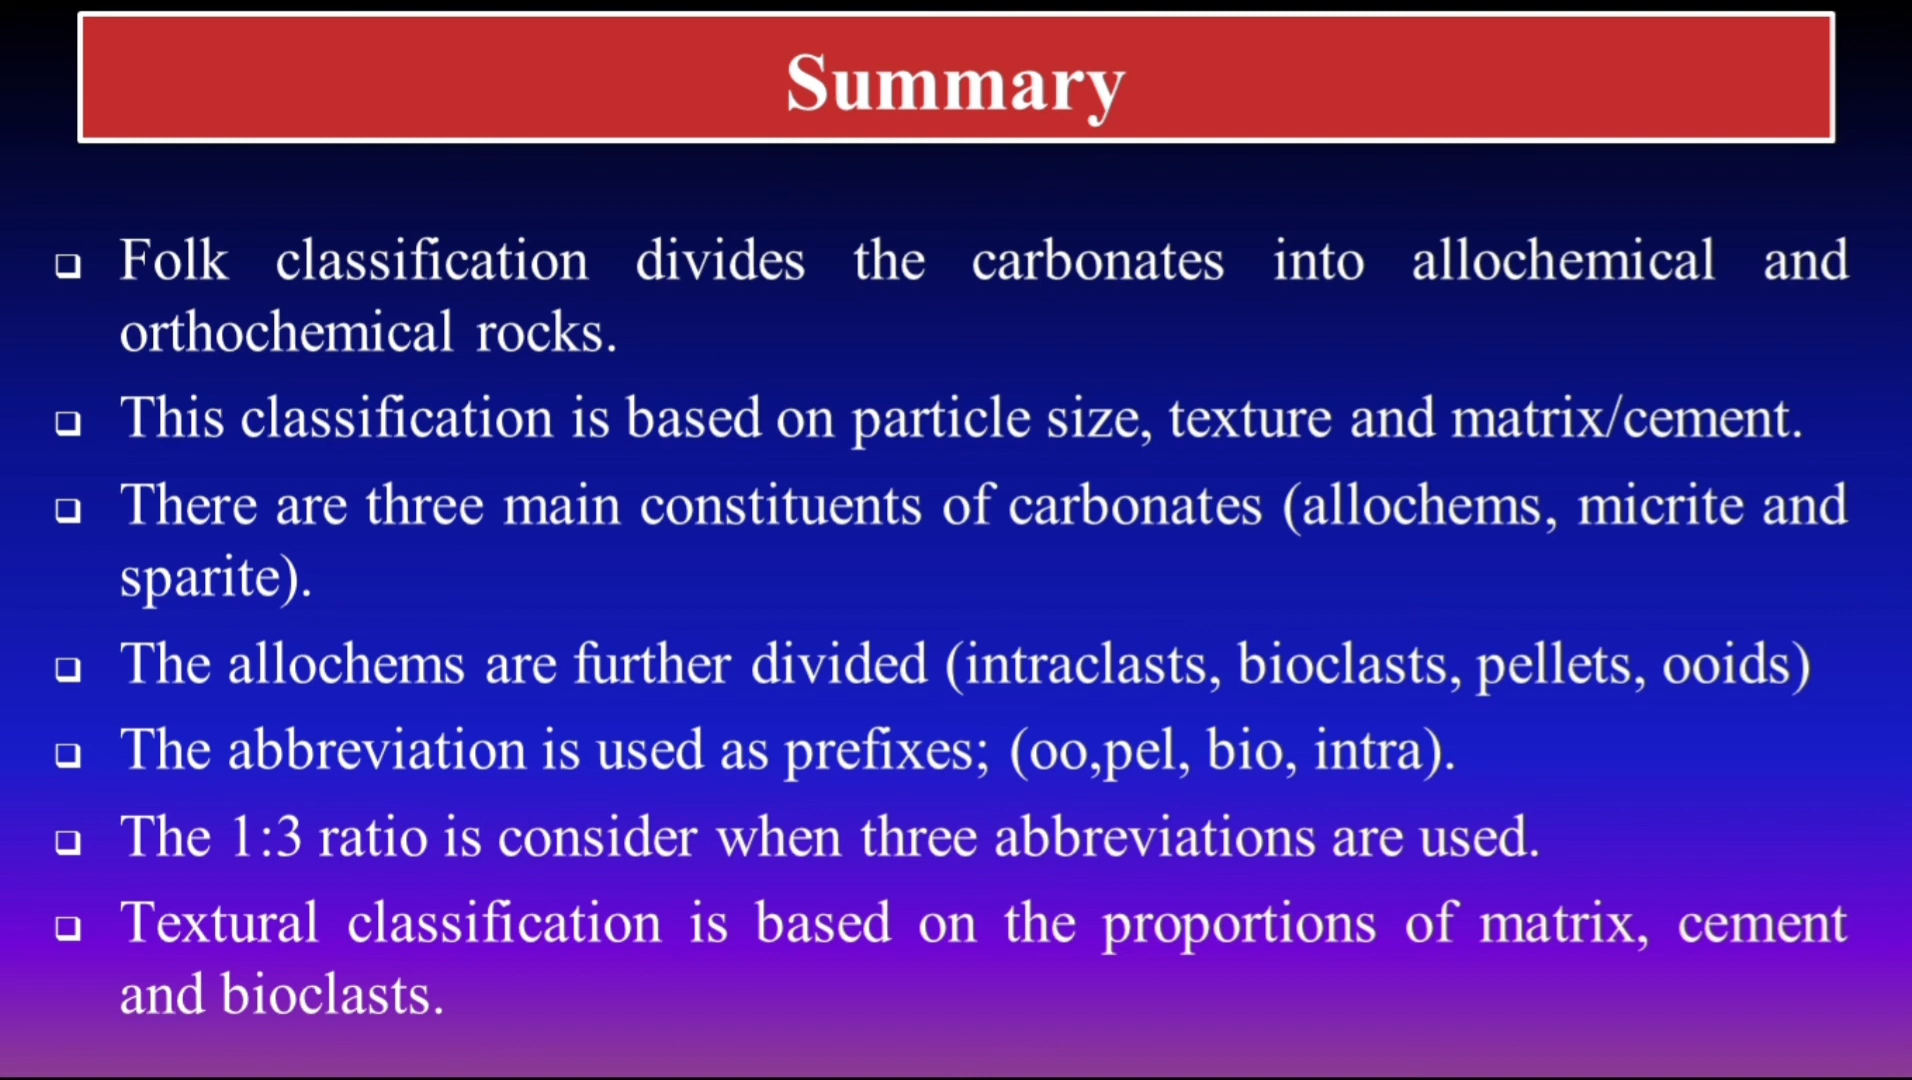 Summary
❑ Folk classification divides the carbonates into allochemical and
orthochemical rocks.
❑ This classification is based on particle size, texture and matrix/cement.
❑ There are three main constituents of carbonates (allochems, micrite and
sparite).
❑ The allochems are further divided (intraclasts, bioclasts, pellets, ooids)
❑ The abbreviation is used as prefixes; (oo,pel, bio, intra).
❑ The 1:3 ratio is consider when three abbreviations are used.
❑ Textural classification is based on the proportions of matrix, cement
and bioclasts.